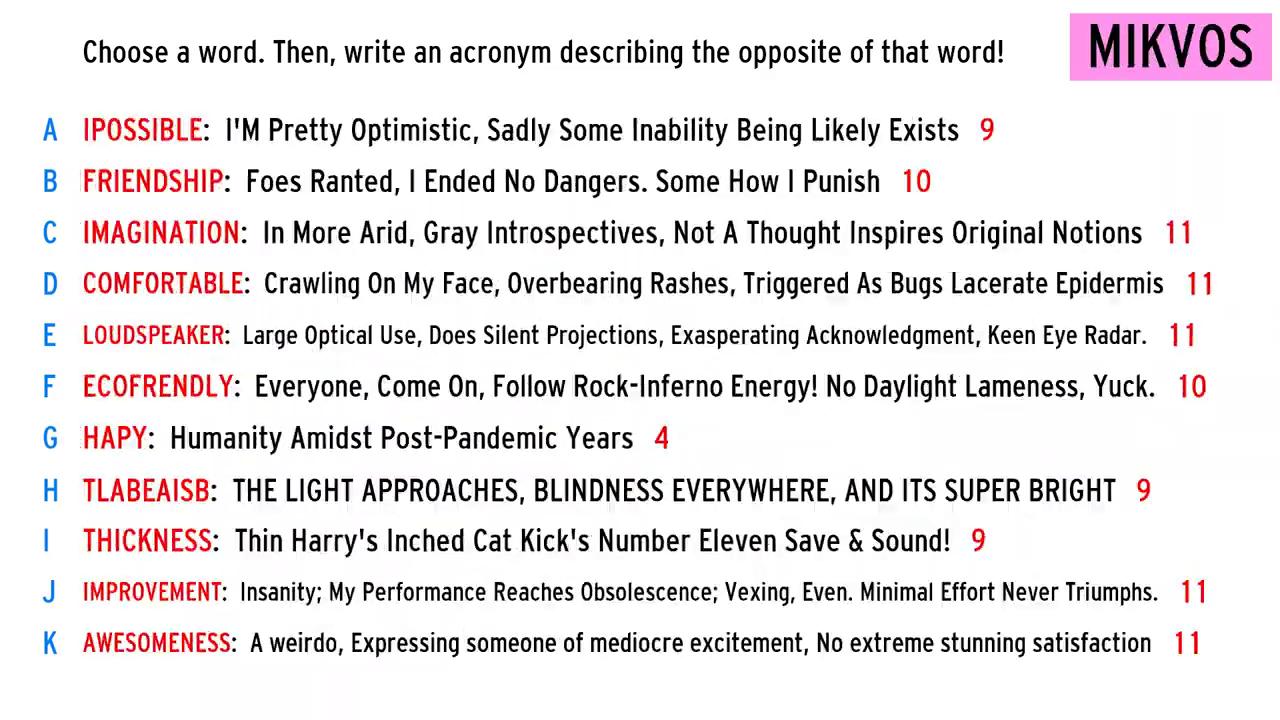 Choose a word. Then, write an acronym describing the opposite of that word!
MIKVOS
A IPOSSIBLE: I'M Pretty Optimistic, Sadly Some Inability Being Likely Exists 9
B FRIENDSHIP: Foes Ranted, I Ended No Dangers. Some How I Punish 10
C IMAGINATION: In More Arid, Gray Introspectives, Not A Thought Inspires Original Notions 11
D COMFORTABLE: Crawling On My Face, Overbearing Rashes, Triggered As Bugs Lacerate Epidermis 11
E LOUDSPEAKER: Large Optical Use, Does Silent Projections, Exasperating Acknowledgment, Keen Eye Radar. 11
F ECOFRENDLY: Everyone, Come On, Follow Rock-Inferno Energy! No Daylight Lameness, Yuck. 10
G HAPY: Humanity Amidst Post-Pandemic Years 4
H TLABEAISB: THE LIGHT APPROACHES, BLINDNESS EVERYWHERE, AND ITS SUPER BRIGHT 9
I THICKNESS: Thin Harry's Inched Cat Kick's Number Eleven Save & Sound! 9
J IMPROVEMENT: Insanity; My Performance Reaches Obsolescence; Vexing, Even. Minimal Effort Never Triumphs. 11
K AWESOMENESS: A weirdo, Expressing someone of mediocre excitement, No extreme stunning satisfaction 11